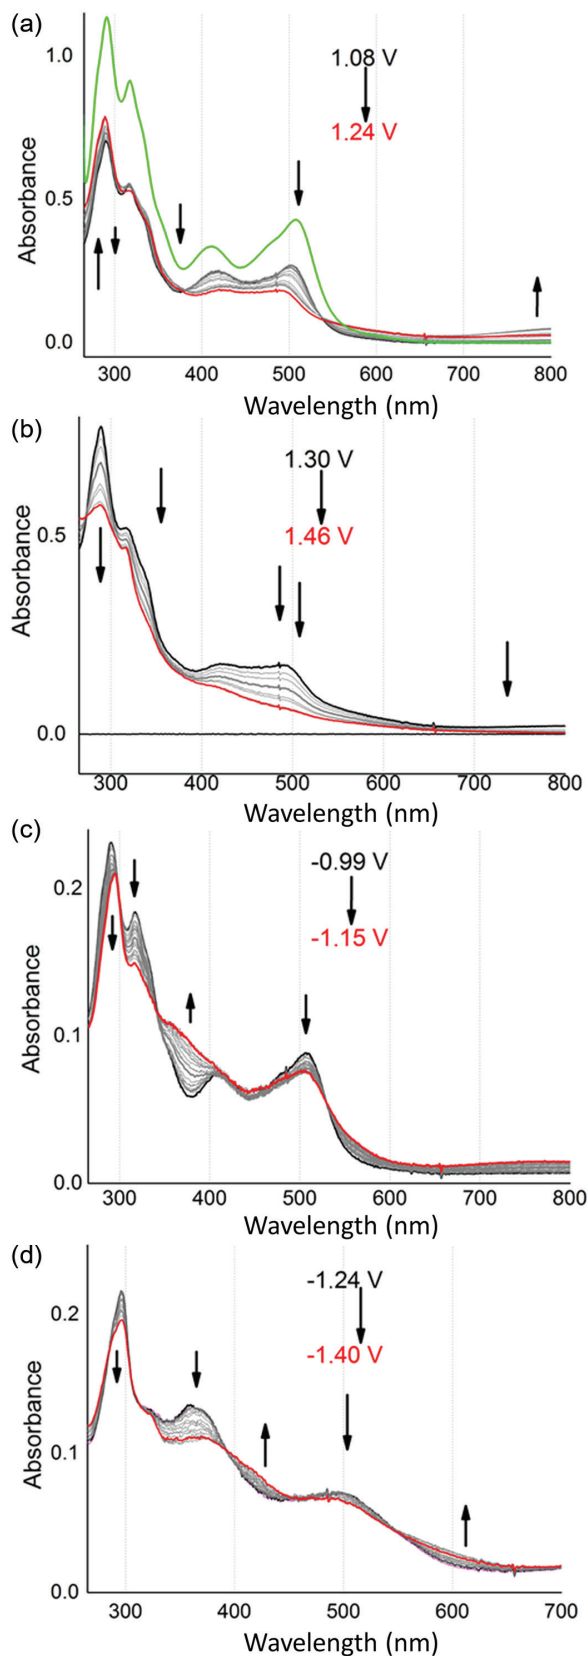 (a)
1.0
0.5
0.0
Absorbance
1.08 V
1.24 V
300 400 500 600 700 800
Wavelength (nm)
(b)
0.5
0.0
Absorbance
1.30 V
1.46 V
300 400 500 600 700 800
Wavelength (nm)
(c)
0.2
0.1
0.0
Absorbance
-0.99 V
-1.15 V
300 400 500 600 700 800
Wavelength (nm)
(d)
0.2
0.1
0.0
Absorbance
-1.24 V
-1.40 V
300 400 500 600 700
Wavelength (nm)